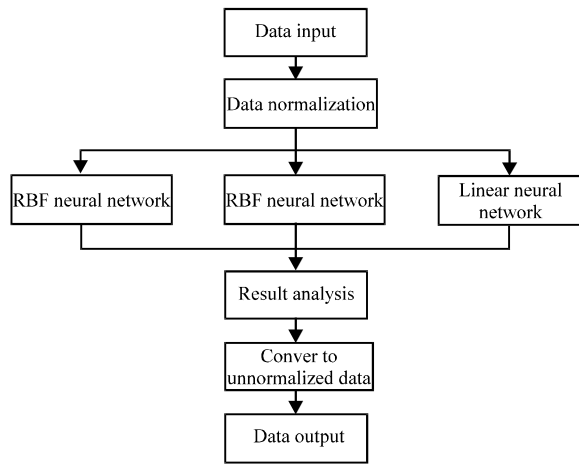 Data input
Data normalization
RBF neural network
RBF neural network
Linear neural
network
Result analysis
Conver to
unnormalized data
Data output